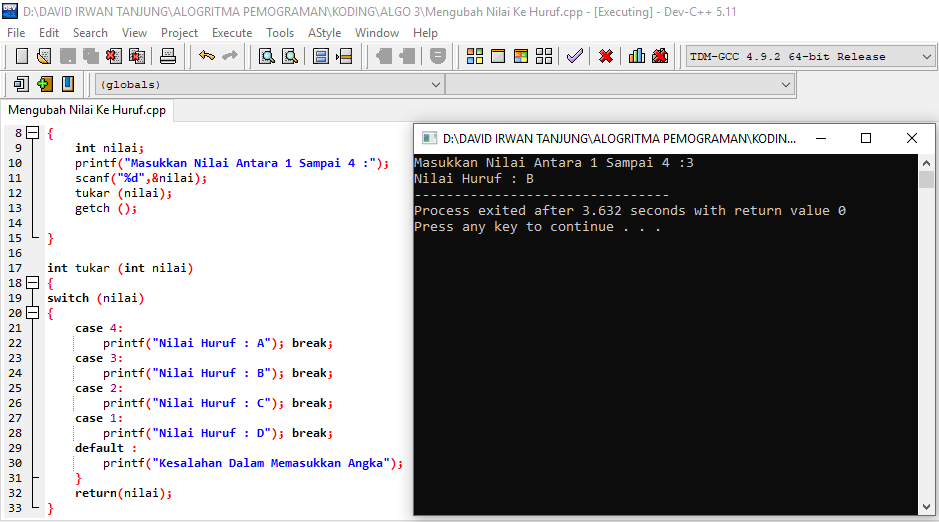 D:\DAVID IRWAN TANJUNG\ALOGRITMA PEMOGRAMAN\KODING\ALGO 3\Mengubah Nilai Ke Huruf.cpp - [Executing] - Dev-C++ 5.11
File Edit Search View Project Execute Tools AStyle Window Help
TDM-GCC 4.9.2 64-bit Release
(globals)
Mengubah Nilai Ke Huruf.cpp
8 {
9 int nilai;
10 printf("Masukkan Nilai Antara 1 Sampai 4 :");
11 scanf("%d",&nilai);
12 tukar (nilai);
13 getch ();
14
15 }
16
17 int tukar (int nilai)
18 {
19 switch (nilai)
20 {
21 case 4:
22 printf("Nilai Huruf : A"); break;
23 case 3:
24 printf("Nilai Huruf : B"); break;
25 case 2:
26 printf("Nilai Huruf : C"); break;
27 case 1:
28 printf("Nilai Huruf : D"); break;
29 default :
30 printf("Kesalahan Dalam Memasukkan Angka");
31 }
32 return(nilai);
33 }
D:\DAVID IRWAN TANJUNG\ALOGRITMA PEMOGRAMAN\KODIN...
Masukkan Nilai Antara 1 Sampai 4 :3
Nilai Huruf : B
--------------------------------
Process exited after 3.632 seconds with return value 0
Press any key to continue . . .